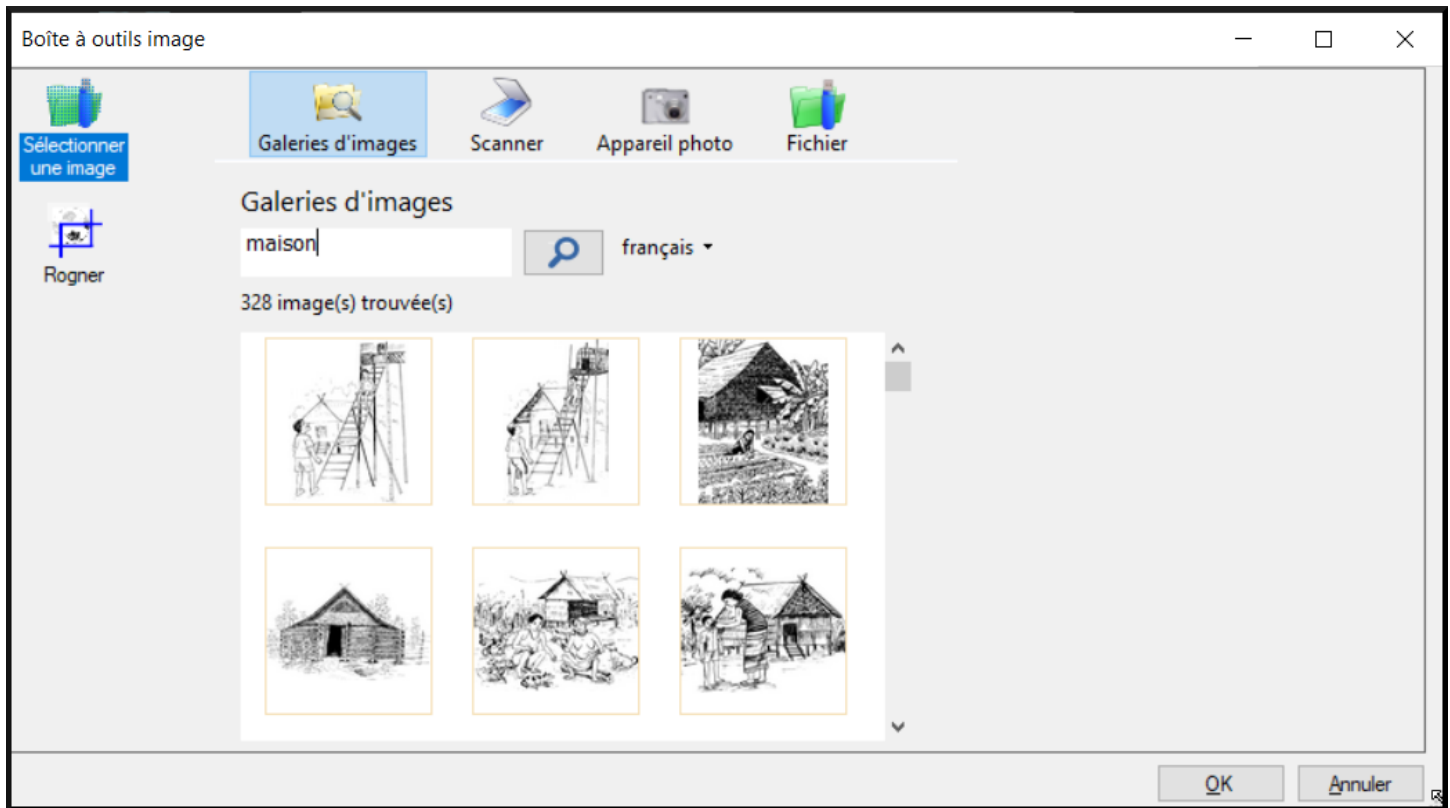 Boîte à outils image
Sélectionner
une image
Rogner
Galeries d'images
Scanner
Appareil photo
Fichier
Galeries d'images
maison
français
328 image(s) trouvée(s)
OK
Annuler